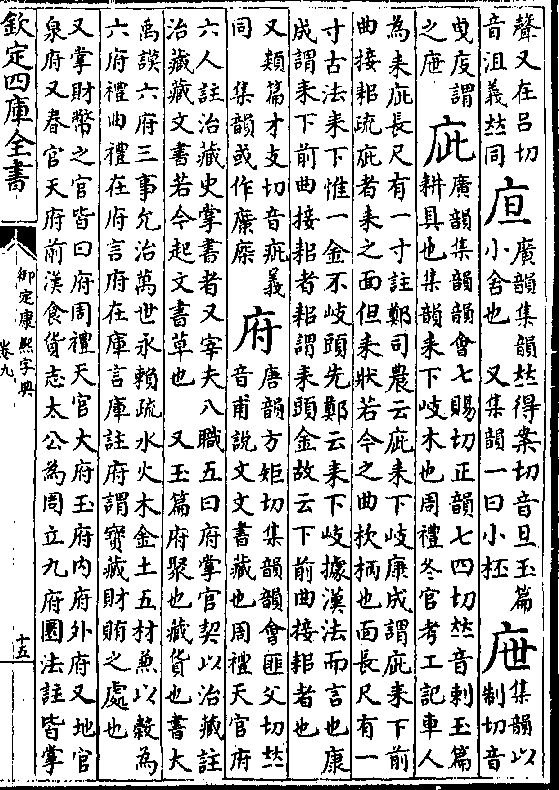 聲又在呂切
音沮義𠀤同
廣韻集韻𠀤得案切音旦玉篇
小舍也 又集韻一曰小柸
集韻以
制切音
曳庋謂
之
庛
廣韻集韻韻會七賜切正韻七四切𠀤音刺玉篇
耕具也集韻耒下岐木也周禮冬官考工記車人
為耒庛長尺有一寸註鄭司農云庛耒下岐康成謂庛耒下前
曲接耜疏庛者耒之面但耒狀若今之曲枕柄也面長尺有一
寸古法耒下惟一金不岐頭先鄭云耒下岐據漢法而言也康
成謂耒下前曲接耜者耜謂耒頭金故云下前曲接耜者也
又類篇才支切音疵義
同 集韻或作
府
唐韻方矩切集韻韻會匪父切𠀤
音甫說文文書藏也周禮天官府
六人註治藏史掌書者又宰夫八職五曰府掌官契以治藏註
治藏藏文書若今起文書草也 又玉篇府聚也藏貨也書大
禹謨六府三事允治萬世永賴疏水火木金土五材兼以穀為
六府禮曲禮在府言府在庫言庫註府謂寶藏財賄之處也
又掌財幣之官皆曰府周禮天官大府玉府內府外府又地官
泉府又春官天府前漢食貨志太公為周立九府圜法註皆掌
欽定四庫全書
御定康熙字典
卷九
十五